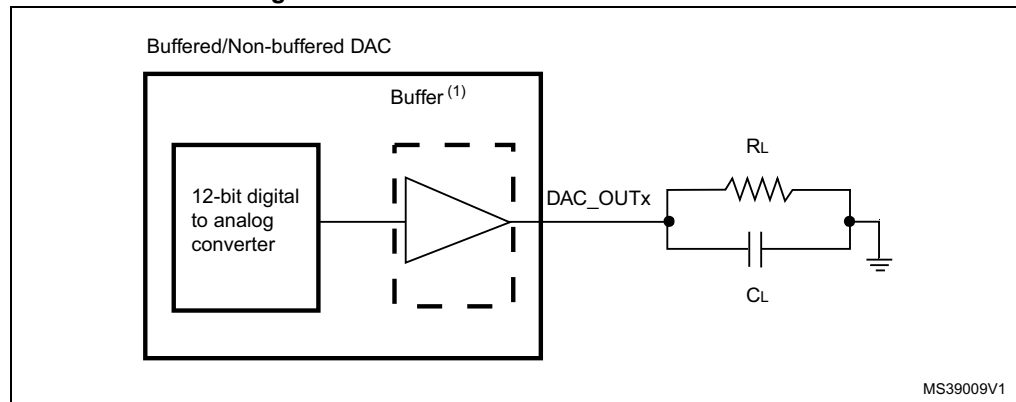 Buffered/Non-buffered DAC
Buffer (1)
12-bit digital
to analog
converter
DAC_OUTx
RL
CL
MS39009V1